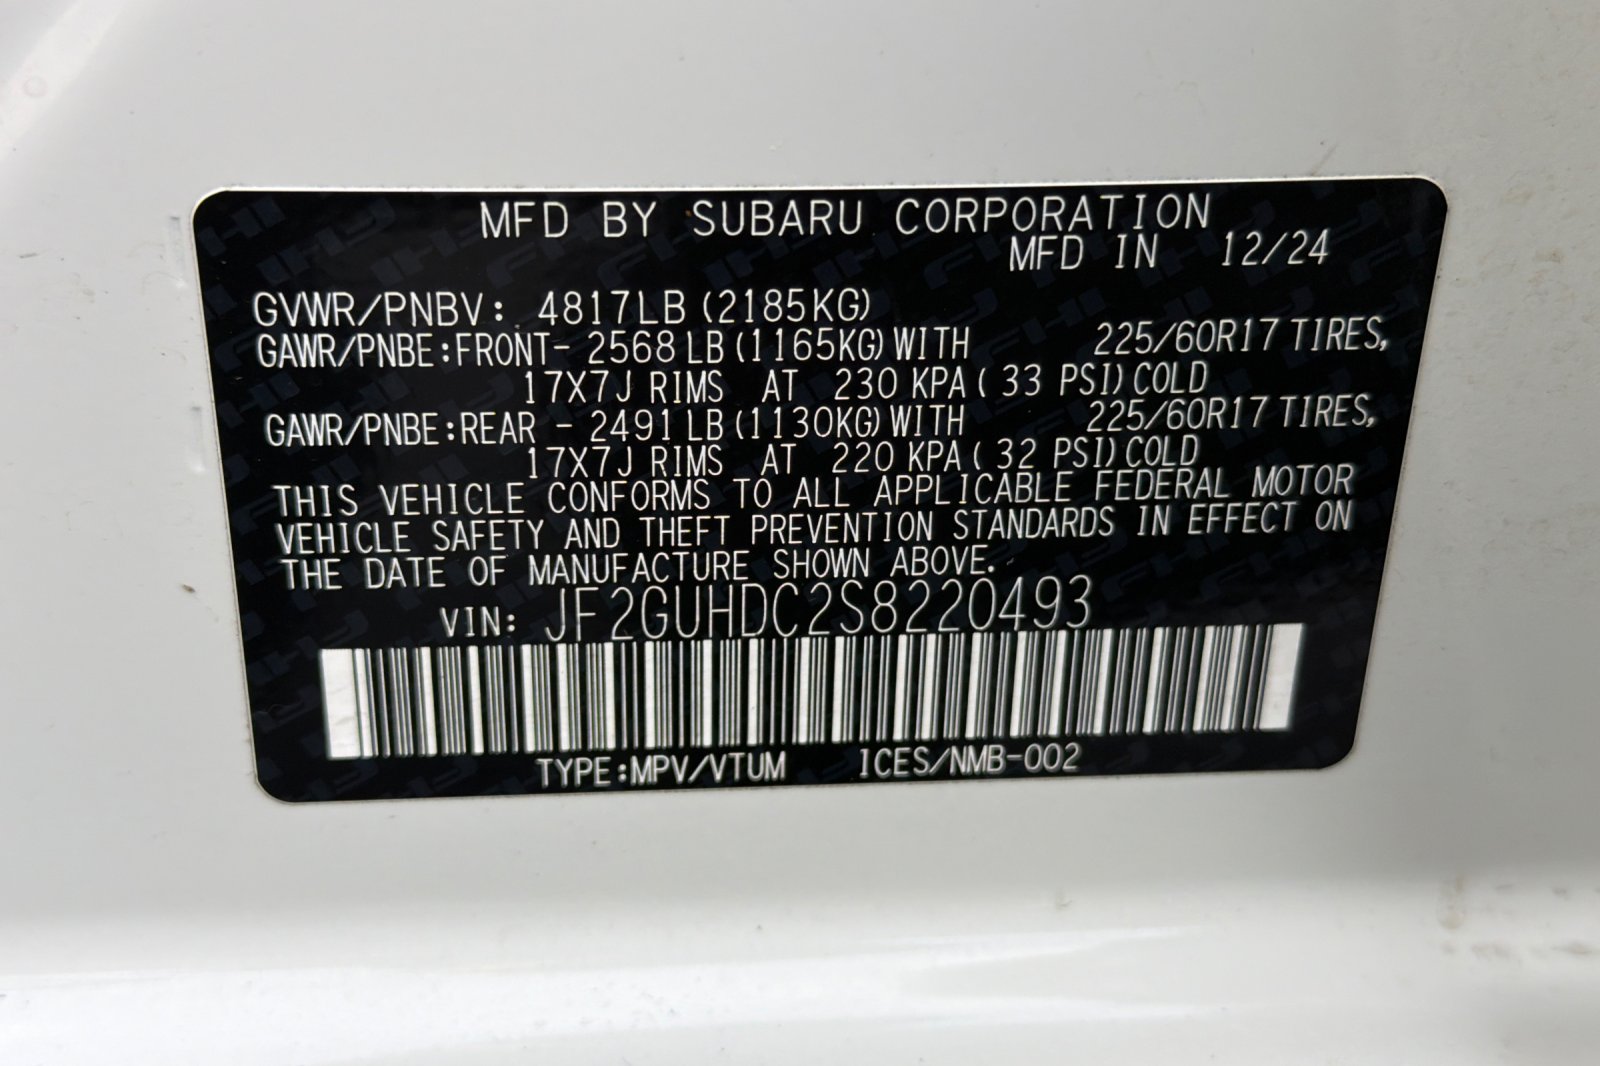 MFD BY SUBARU CORPORATION
MFD IN 12/24
GVWR/PNBV: 4817LB (2185KG)
GAWR/PNBE:FRONT- 2568 LB (1165KG) WITH 225/60R17 TIRES,
17X7J RIMS AT 230 KPA ( 33 PSI) COLD
GAWR/PNBE:REAR - 2491 LB (1130KG) WITH 225/60R17 TIRES,
17X7J RIMS AT 220 KPA ( 32 PSI) COLD
THIS VEHICLE CONFORMS TO ALL APPLICABLE FEDERAL MOTOR
VEHICLE SAFETY AND THEFT PREVENTION STANDARDS IN EFFECT ON
THE DATE OF MANUFACTURE SHOWN ABOVE.
VIN: JF2GUHDC2S8220493
TYPE:MPV/VTUM ICES/NMB-002